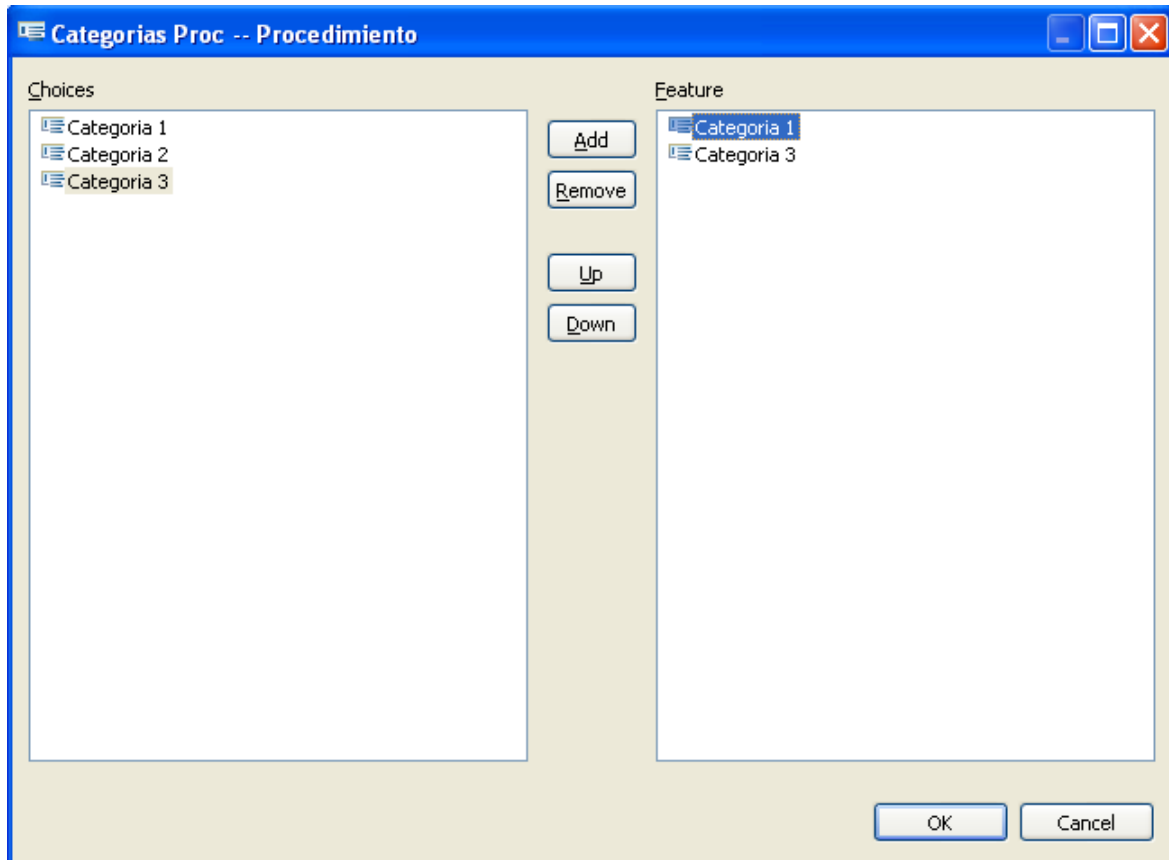 Categorias Proc -- Procedimiento
Choices
Categoria 1
Categoria 2
Categoria 3
Add
Remove
Up
Down
Feature
Categoria 1
Categoria 3
OK
Cancel